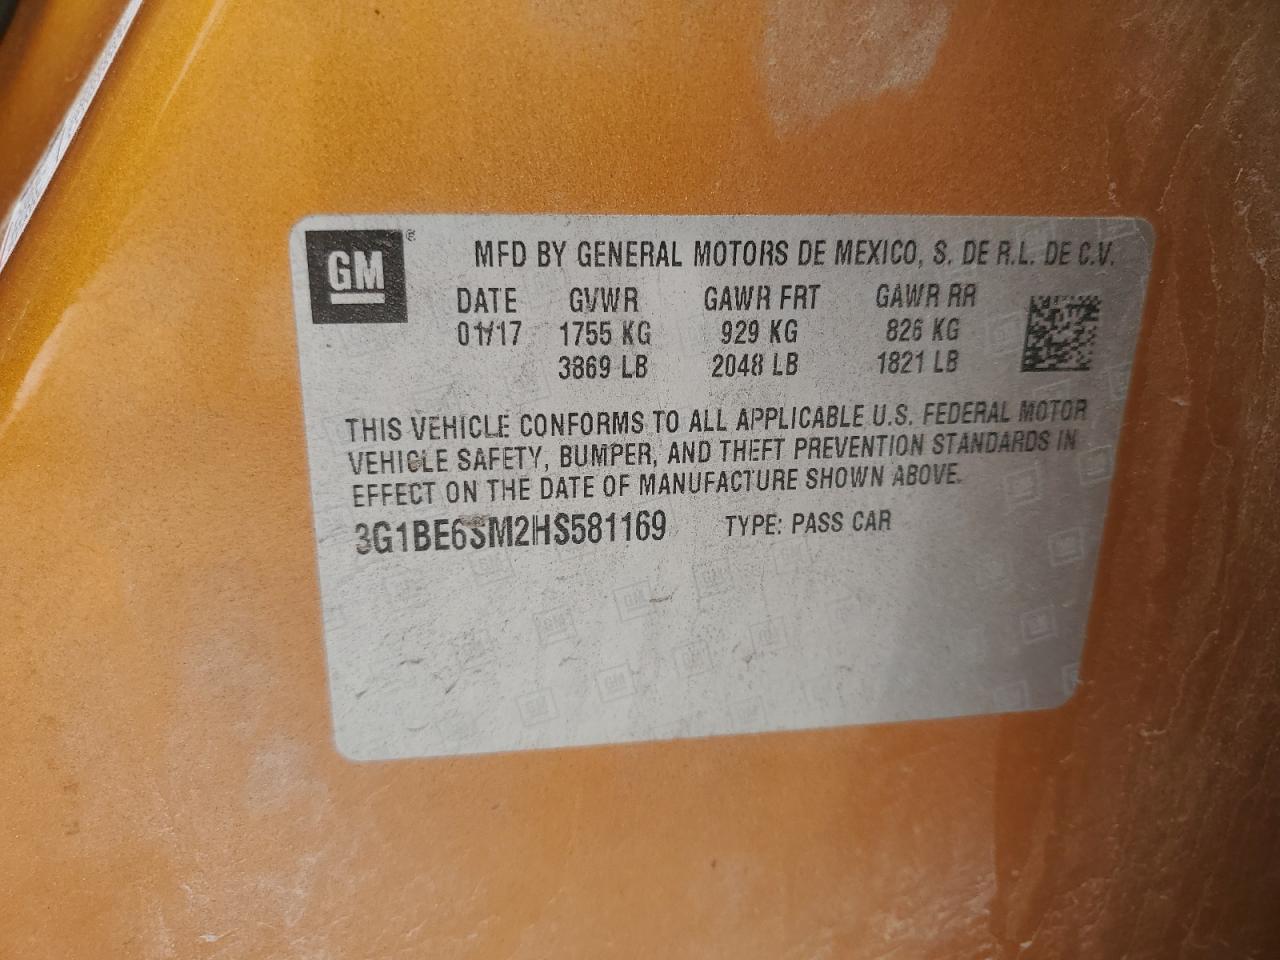 GM ®
MFD BY GENERAL MOTORS DE MEXICO, S. DE R.L. DE C.V.
DATE GVWR GAWR FRT GAWR RR
01/17 1755 KG 929 KG 826 KG
3869 LB 2048 LB 1821 LB
THIS VEHICLE CONFORMS TO ALL APPLICABLE U.S. FEDERAL MOTOR
VEHICLE SAFETY, BUMPER, AND THEFT PREVENTION STANDARDS IN
EFFECT ON THE DATE OF MANUFACTURE SHOWN ABOVE.
3G1BE6SM2HS581169 TYPE: PASS CAR